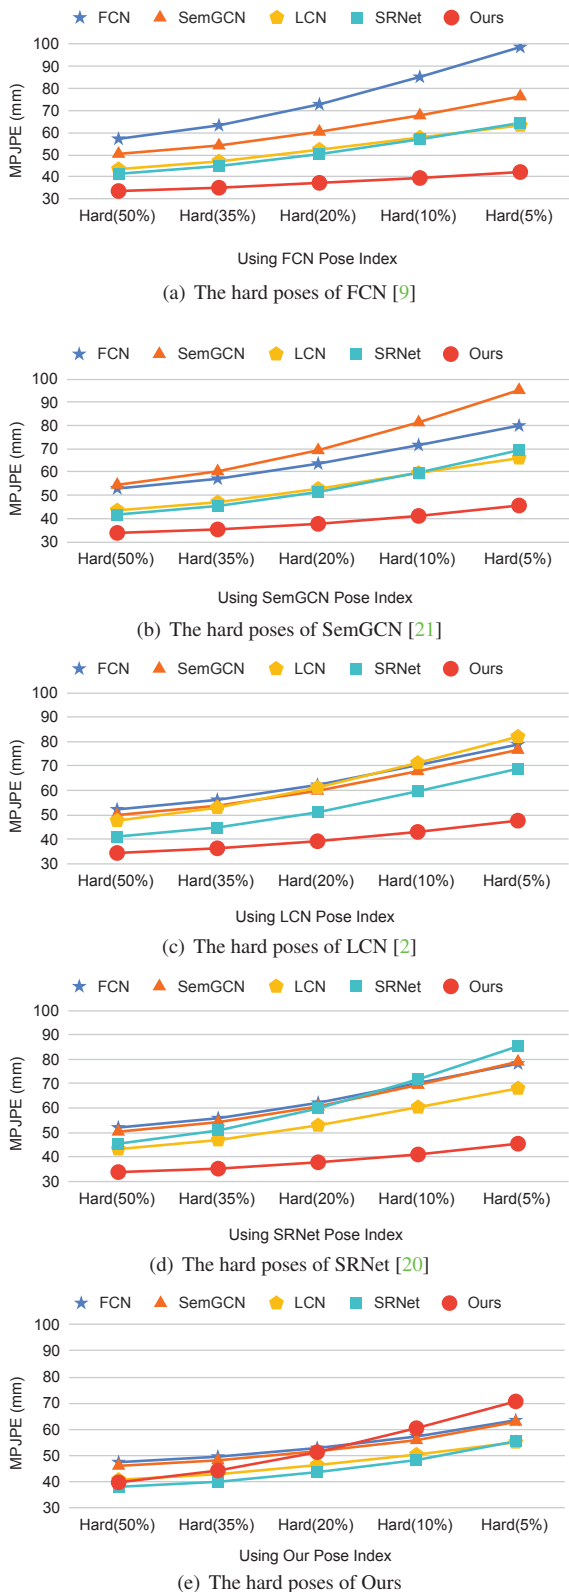 FCN SemGCN LCN SRNet Ours
100
90
80
70
60
50
40
30
MPJPE (mm)
Hard(50%) Hard(35%) Hard(20%) Hard(10%) Hard(5%)
Using FCN Pose Index
(a) The hard poses of FCN [9]
FCN SemGCN LCN SRNet Ours
100
90
80
70
60
50
40
30
MPJPE (mm)
Hard(50%) Hard(35%) Hard(20%) Hard(10%) Hard(5%)
Using SemGCN Pose Index
(b) The hard poses of SemGCN [21]
FCN SemGCN LCN SRNet Ours
100
90
80
70
60
50
40
30
MPJPE (mm)
Hard(50%) Hard(35%) Hard(20%) Hard(10%) Hard(5%)
Using LCN Pose Index
(c) The hard poses of LCN [2]
FCN SemGCN LCN SRNet Ours
100
90
80
70
60
50
40
30
MPJPE (mm)
Hard(50%) Hard(35%) Hard(20%) Hard(10%) Hard(5%)
Using SRNet Pose Index
(d) The hard poses of SRNet [20]
FCN SemGCN LCN SRNet Ours
100
90
80
70
60
50
40
30
MPJPE (mm)
Hard(50%) Hard(35%) Hard(20%) Hard(10%) Hard(5%)
Using Our Pose Index
(e) The hard poses of Ours